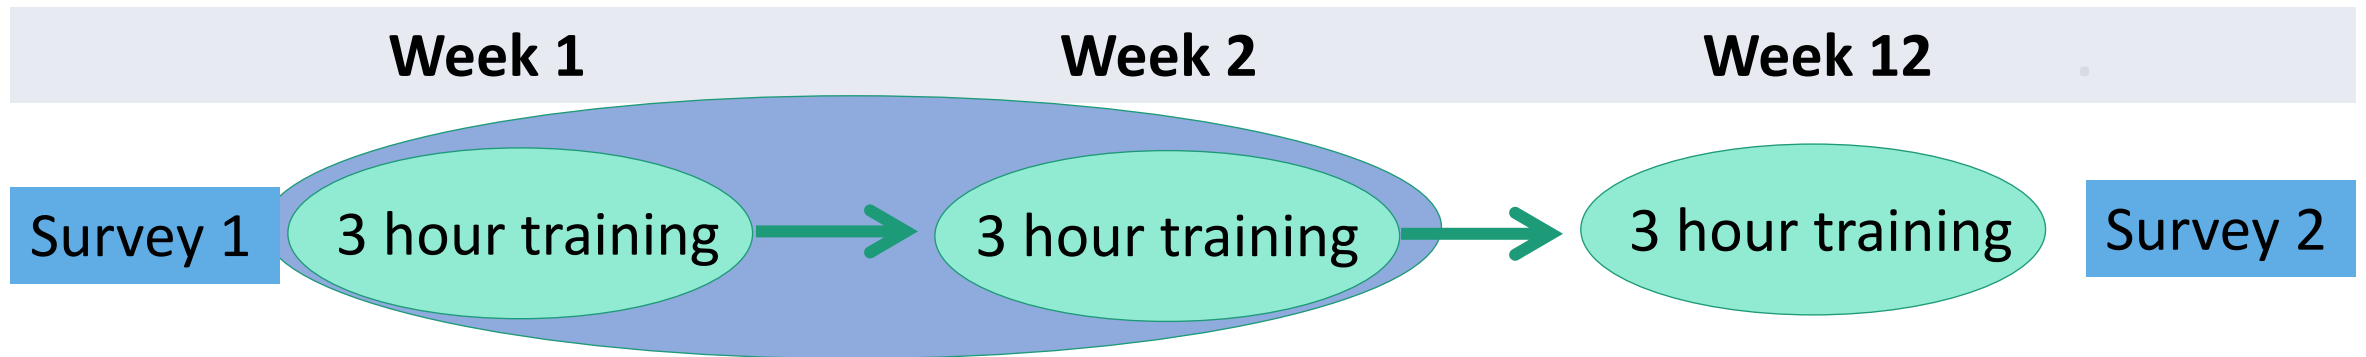 Week 1 Week 2 Week 12
Survey 1 3 hour training 3 hour training 3 hour training Survey 2